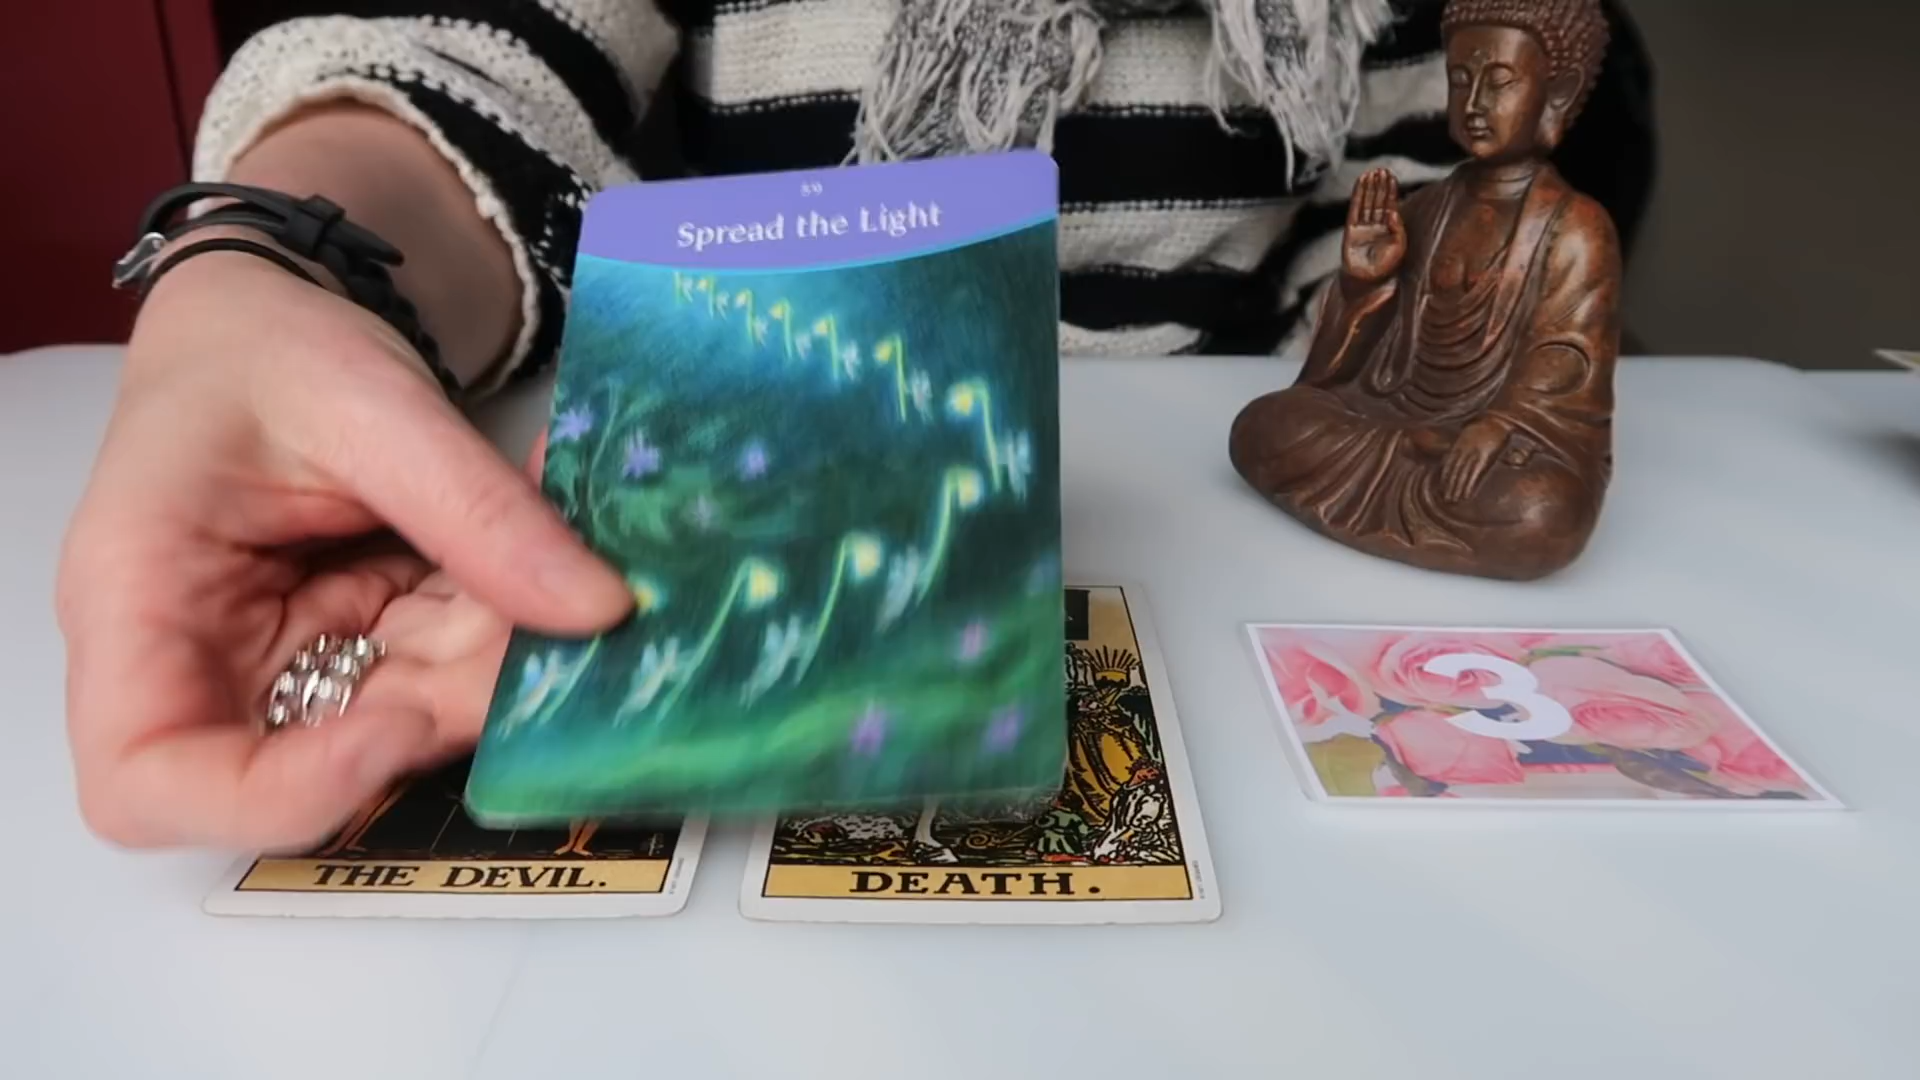 Spread the Light
3
THE DEVIL.
DEATH.